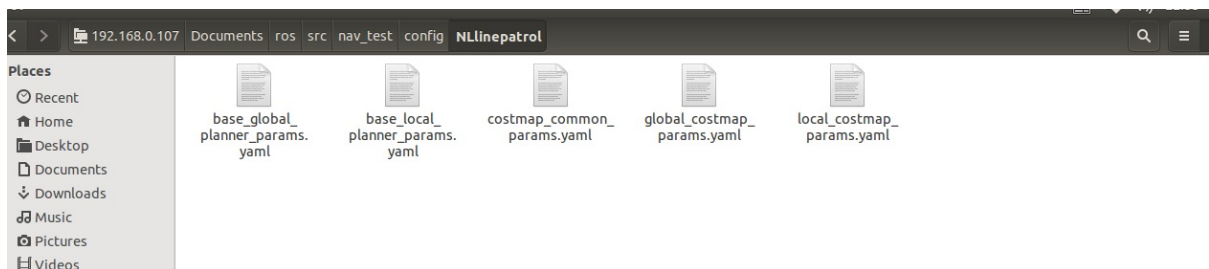 192.168.0.107 Documents ros src nav_test config NLlinepatrol
Places
Recent
Home
Desktop
Documents
Downloads
Music
Pictures
Videos
base_global_
planner_params.
yaml
base_local_
planner_params.
yaml
costmap_common_
params.yaml
global_costmap_
params.yaml
local_costmap_
params.yaml